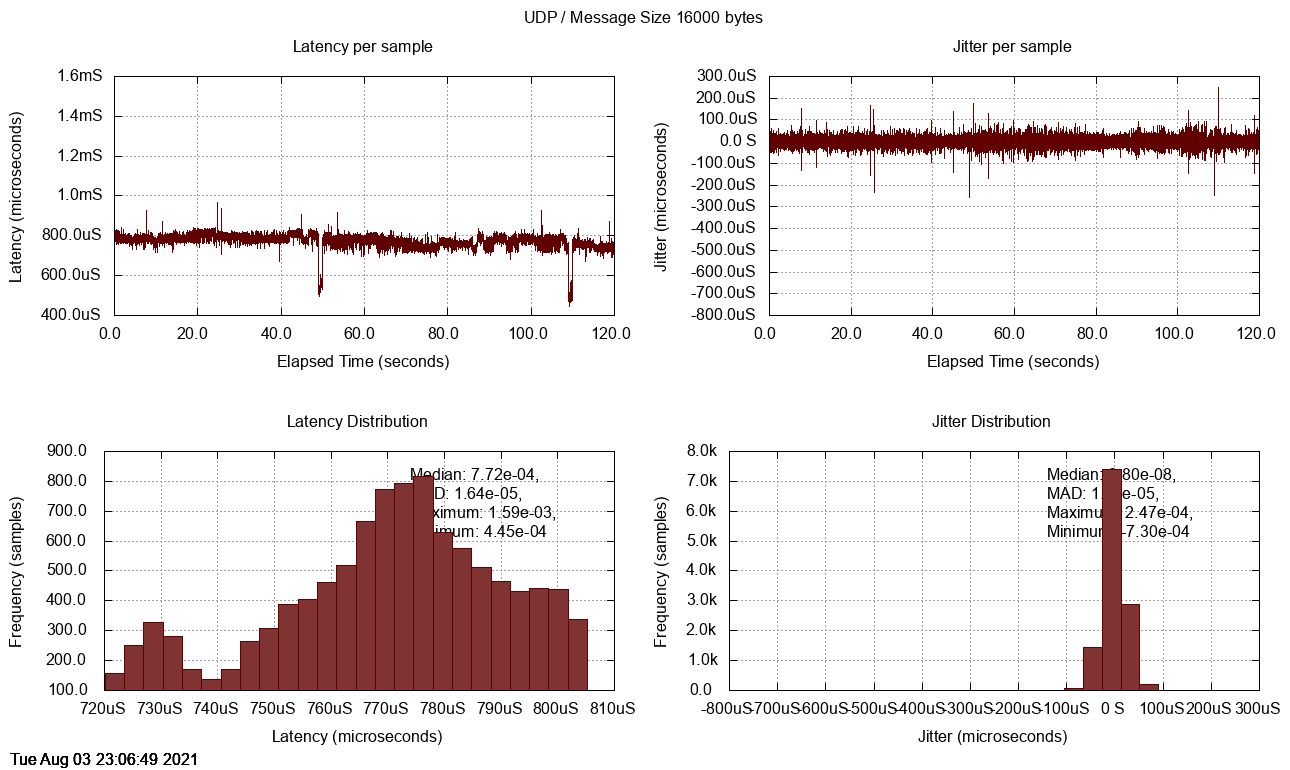 UDP / Message Size 16000 bytes
Latency per sample
1.6mS
1.4mS
1.2mS
1.0mS
800.0uS
600.0uS
400.0uS
0.0 20.0 40.0 60.0 80.0 100.0 120.0
Latency (microseconds)
Elapsed Time (seconds)
Jitter per sample
300.0uS
200.0uS
100.0uS
0.0 S
-100.0uS
-200.0uS
-300.0uS
-400.0uS
-500.0uS
-600.0uS
-700.0uS
-800.0uS
0.0 20.0 40.0 60.0 80.0 100.0 120.0
Jitter (microseconds)
Elapsed Time (seconds)
Latency Distribution
900.0
800.0
700.0
600.0
500.0
400.0
300.0
200.0
100.0
Median: 7.72e-04,
1.64e-05,
1.59e-03,
4.45e-04
720uS 730uS 740uS 750uS 760uS 770uS 780uS 790uS 800uS 810uS
Frequency (samples)
Latency (microseconds)
Jitter Distribution
8.0k
7.0k
6.0k
5.0k
4.0k
3.0k
2.0k
1.0k
0.0
Median:
MAD:
Maximum: 2.47e-04,
Minimum: -7.30e-04
-800uS -700uS -600uS -500uS -400uS -300uS -200uS -100uS 0 S 100uS 200uS 300uS
Frequency (samples)
Jitter (microseconds)
Tue Aug 03 23:06:49 2021